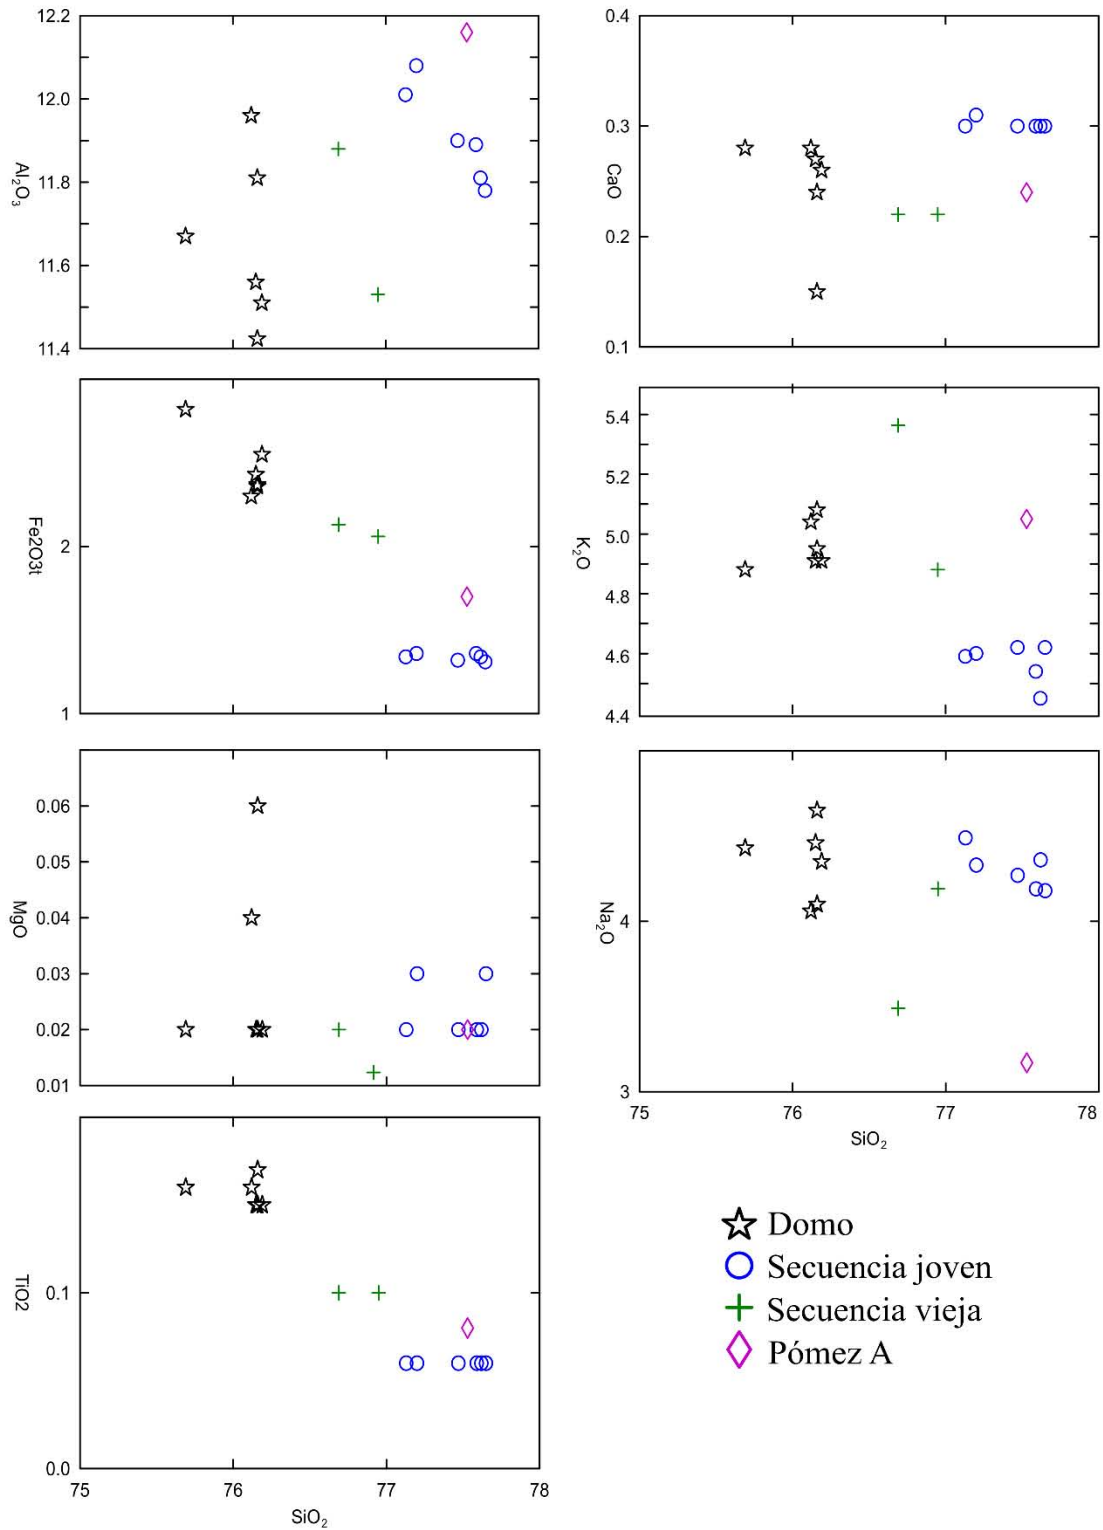 12.2
12.0
11.8
11.6
11.4
Al₂O₃
0.4
0.3
0.2
0.1
CaO
2
1
Fe2O3t
5.4
5.2
5.0
4.8
4.6
4.4
K₂O
0.06
0.05
0.04
0.03
0.02
0.01
MgO
4
3
Na₂O
75 76 77 78
SiO₂
0.1
0.0
TiO2
75 76 77 78
SiO₂
Domo
Secuencia joven
Secuencia vieja
Pómez A